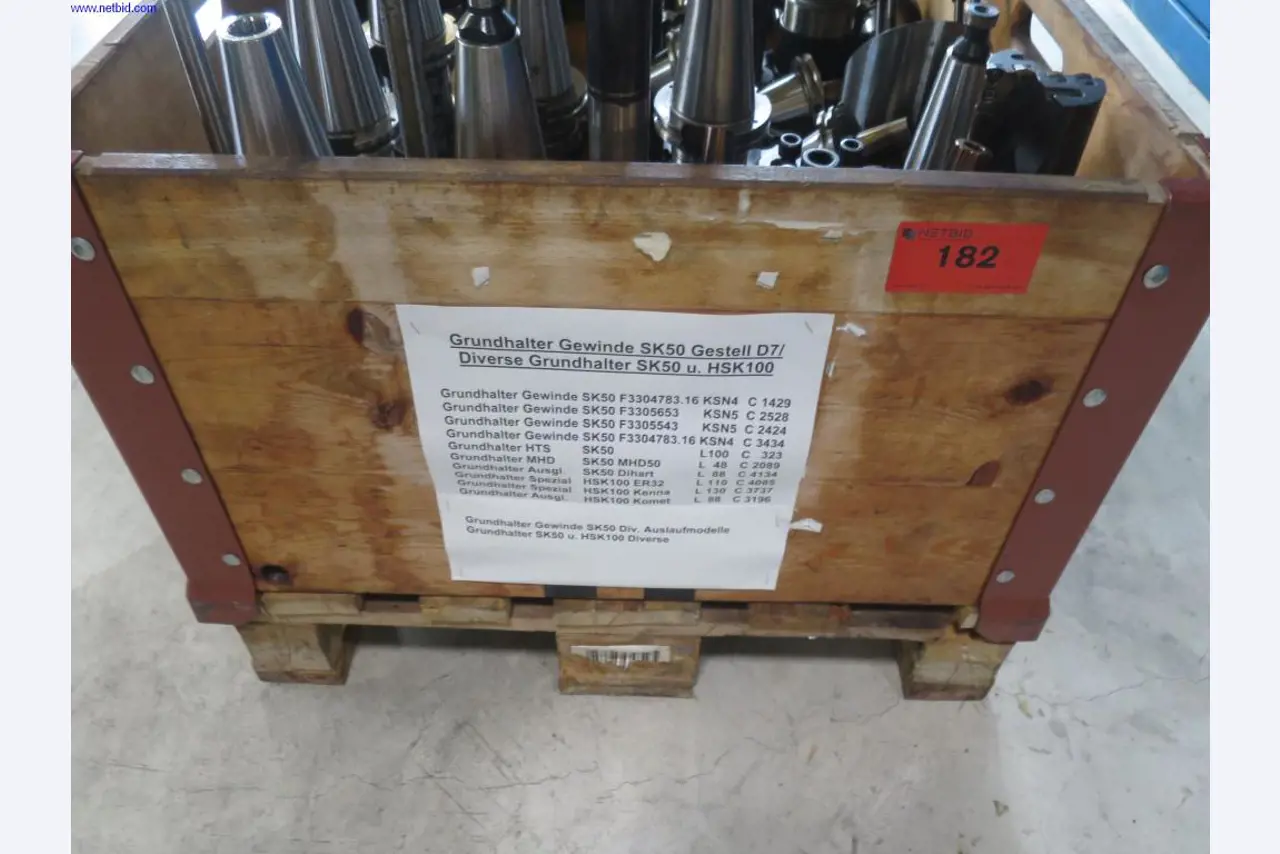 www.netbid.com
NETBID
182
Grundhalter Gewinde SK50 Gestell D7/
Diverse Grundhalter SK50 u. HSK100
Grundhalter Gewinde SK50 F3304783.16 KSN4 C 1429
Grundhalter Gewinde SK50 F3305653 KSN5 C 2528
Grundhalter Gewinde SK50 F3305543 KSN5 C 2424
Grundhalter Gewinde SK50 F3304783.16 KSN4 C 3434
Grundhalter HTS SK50 L100 C 323
Grundhalter MHD SK50 MHD50 L 48 C 2089
Grundhalter Ausgl. SK50 Dihart L 88 C 4134
Grundhalter Spezial HSK100 ER32 L 110 C 4085
Grundhalter Spezial HSK100 Kenna L 130 C 3737
Grundhalter Ausgl. HSK100 Komet L 88 C 3196
Grundhalter Gewinde SK50 Div. Auslaufmodelle
Grundhalter SK50 u. HSK100 Diverse